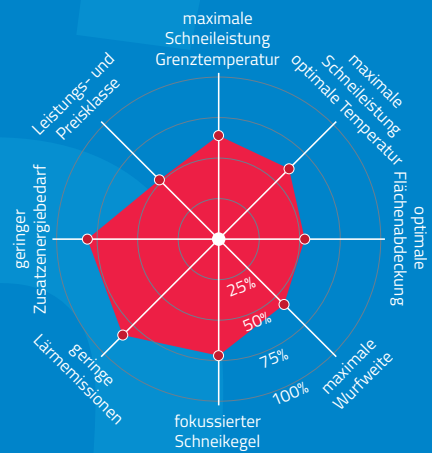 maximale
Schneileistung
Grenztemperatur
maximale
Schneileistung
optimale Temperatur
optimale
Flächenabdeckung
maximale
Wurfweite
fokussierter
Schneikegel
geringe
Lärmemissionen
geringer
Zusatzenergiebedarf
Leistungs- und
Preisklasse
25%
50%
75%
100%